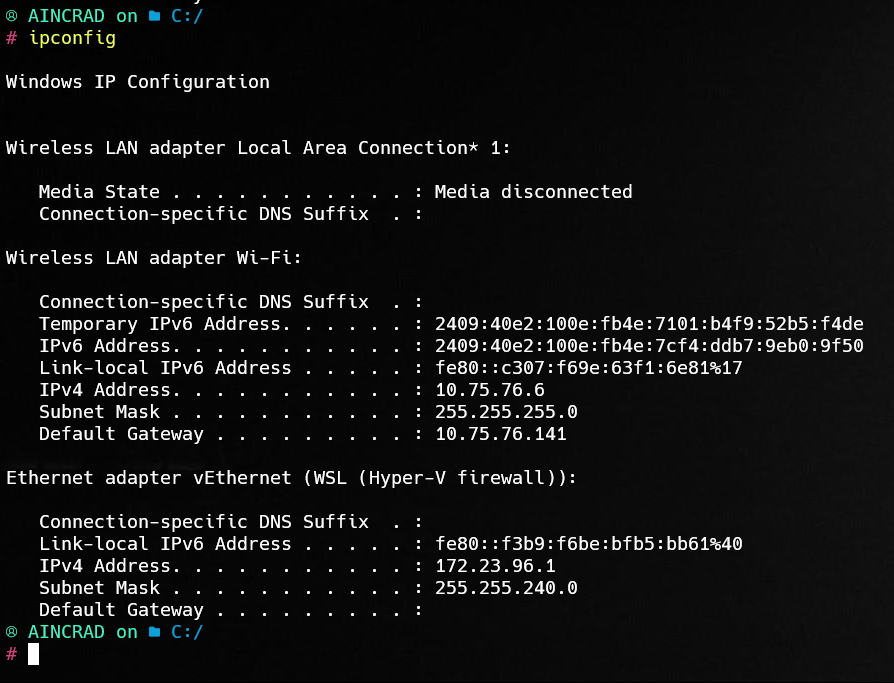 AINCRAD on C:/
# ipconfig
Windows IP Configuration
Wireless LAN adapter Local Area Connection* 1:
Media State . . . . . . . . . . . : Media disconnected
Connection-specific DNS Suffix  . :
Wireless LAN adapter Wi-Fi:
Connection-specific DNS Suffix  . :
Temporary IPv6 Address. . . . . . : 2409:40e2:100e:fb4e:7101:b4f9:52b5:f4de
IPv6 Address. . . . . . . . . . . : 2409:40e2:100e:fb4e:7cf4:ddb7:9eb0:9f50
Link-local IPv6 Address . . . . . : fe80::c307:f69e:63f1:6e81%17
IPv4 Address. . . . . . . . . . . : 10.75.76.6
Subnet Mask . . . . . . . . . . . : 255.255.255.0
Default Gateway . . . . . . . . . : 10.75.76.141
Ethernet adapter vEthernet (WSL (Hyper-V firewall)):
Connection-specific DNS Suffix  . :
Link-local IPv6 Address . . . . . : fe80::f3b9:f6be:bfb5:bb61%40
IPv4 Address. . . . . . . . . . . : 172.23.96.1
Subnet Mask . . . . . . . . . . . : 255.255.240.0
Default Gateway . . . . . . . . . :
AINCRAD on C:/
#